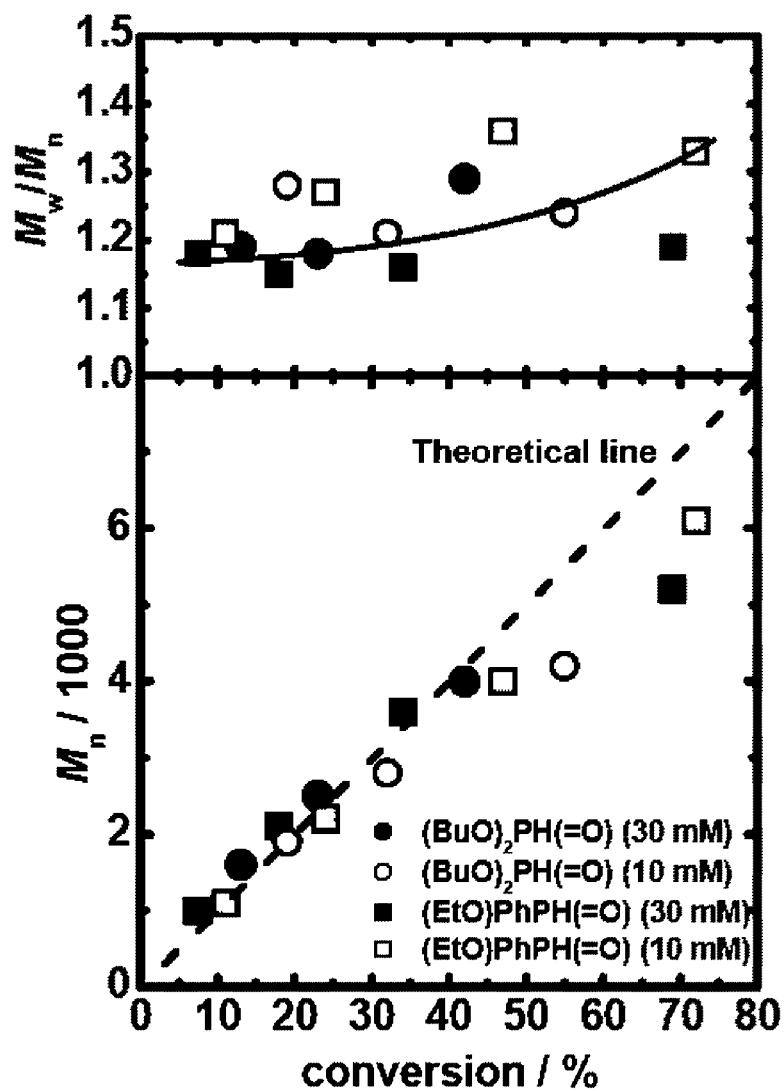 1.5
1.4
1.3
1.2
1.1
1.0
Mw/Mn
Theoretical line
6
4
2
0
Mn / 1000
(BuO)2PH(=O) (30 mM)
(BuO)2PH(=O) (10 mM)
(EtO)PhPH(=O) (30 mM)
(EtO)PhPH(=O) (10 mM)
0 10 20 30 40 50 60 70 80
conversion / %